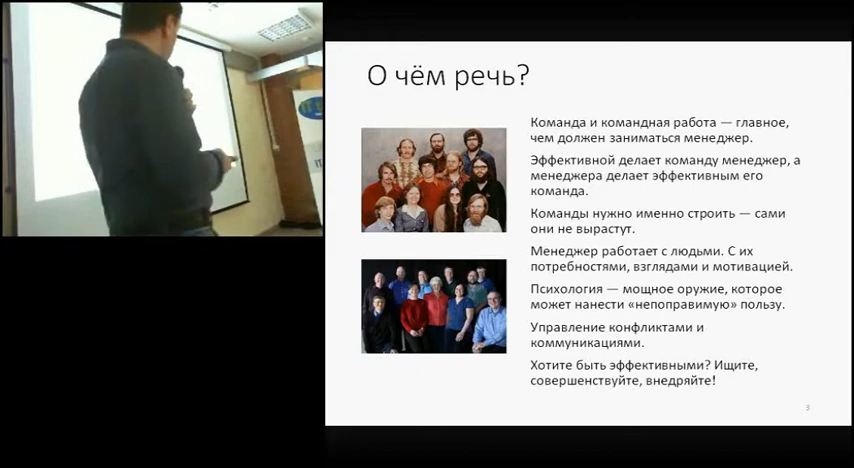 О чём речь?
Команда и командная работа — главное,
чем должен заниматься менеджер.
Эффективной делает команду менеджер, а
менеджера делает эффективным его
команда.
Команды нужно именно строить — сами
они не вырастут.
Менеджер работает с людьми. С их
потребностями, взглядами и мотивацией.
Психология — мощное оружие, которое
может нанести «непоправимую» пользу.
Управление конфликтами и
коммуникациями.
Хотите быть эффективными? Ищите,
совершенствуйте, внедряйте!
3